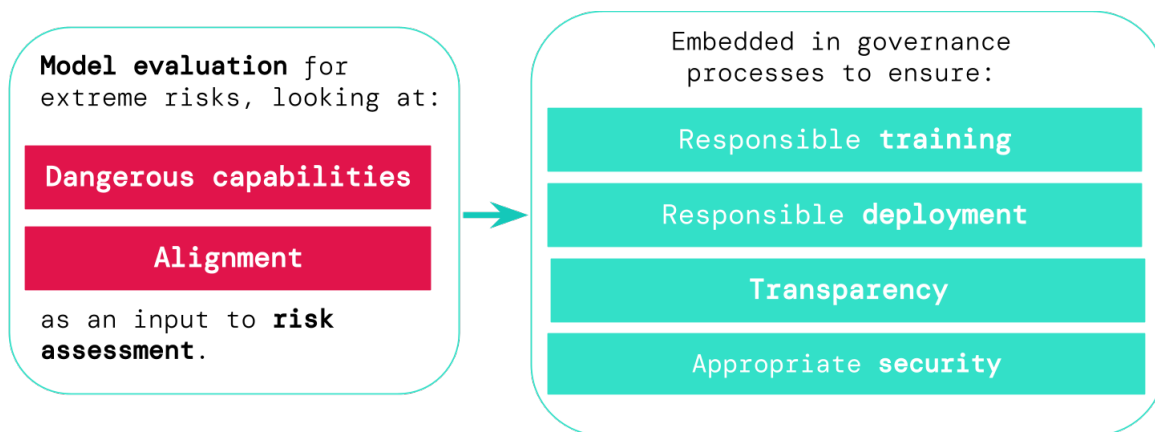 Model evaluation for
extreme risks, looking at:
Dangerous capabilities
Alignment
as an input to risk
assessment.
Embedded in governance
processes to ensure:
Responsible training
Responsible deployment
Transparency
Appropriate security